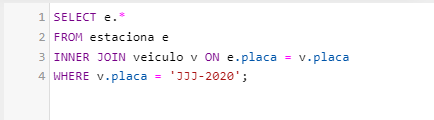 1 SELECT e.*
2 FROM estaciona e
3 INNER JOIN veiculo v ON e.placa = v.placa
4 WHERE v.placa = 'JJJ-2020';